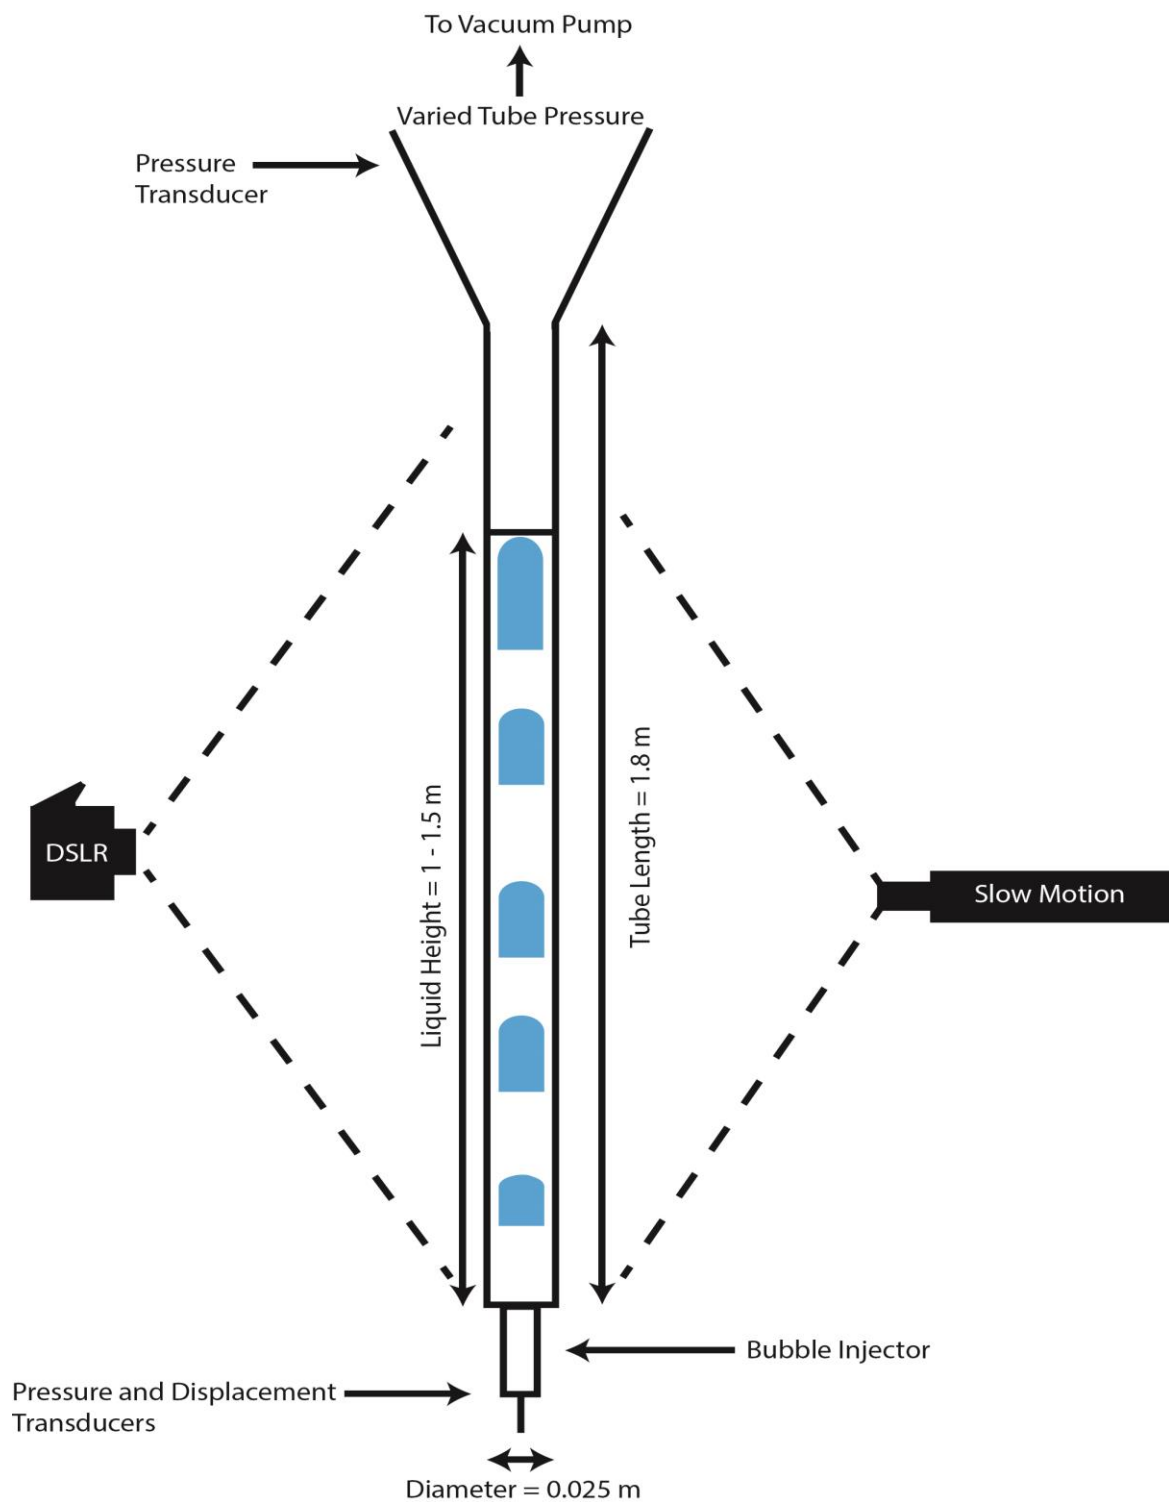 To Vacuum Pump
Varied Tube Pressure
Pressure
Transducer
Liquid Height = 1 - 1.5 m
Tube Length = 1.8 m
DSLR
Slow Motion
Bubble Injector
Pressure and Displacement
Transducers
Diameter = 0.025 m